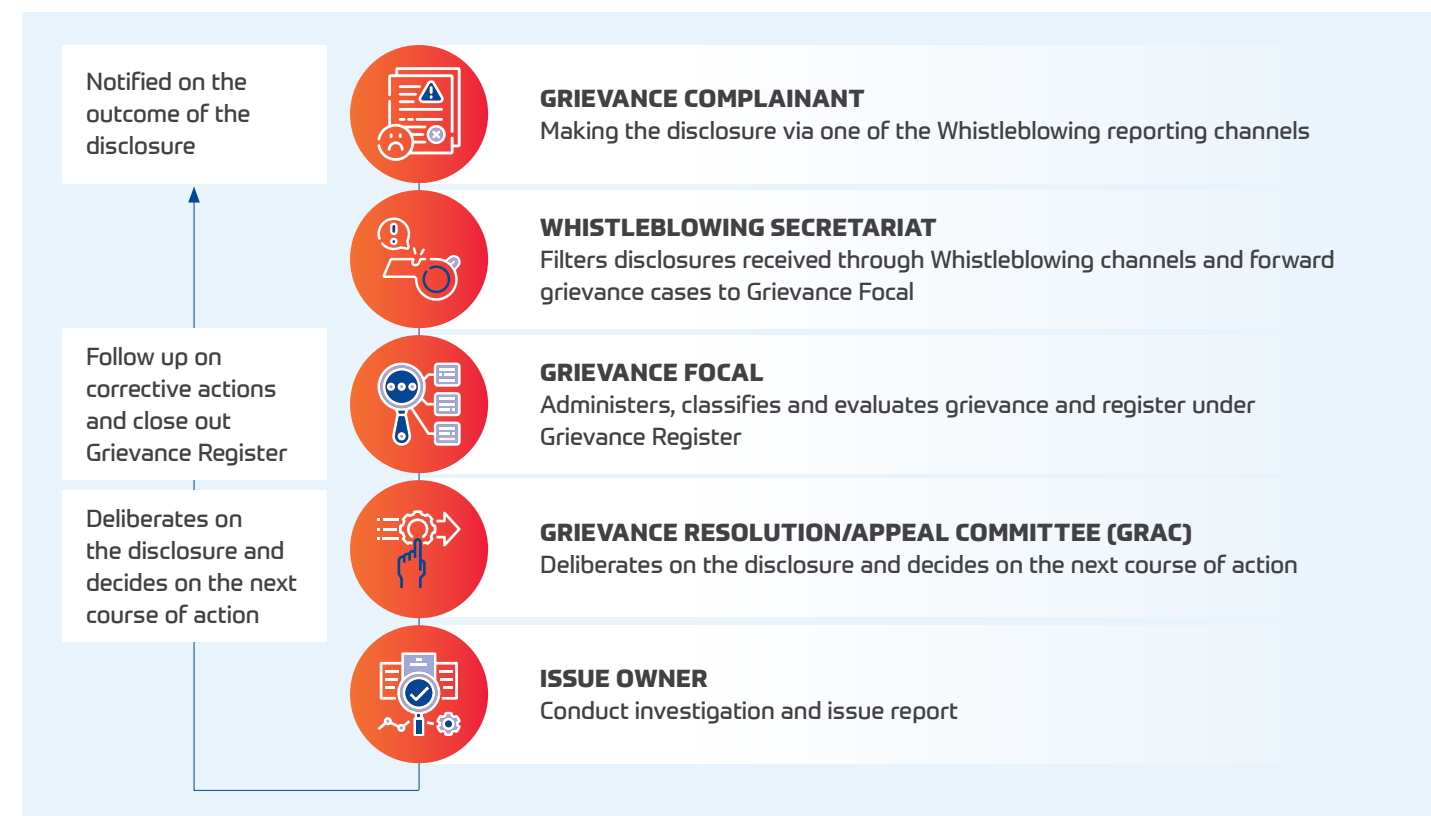 Notified on the
outcome of the
disclosure
GRIEVANCE COMPLAINANT
Making the disclosure via one of the Whistleblowing reporting channels
WHISTLEBLOWING SECRETARIAT
Filters disclosures received through Whistleblowing channels and forward
grievance cases to Grievance Focal
Follow up on
corrective actions
and close out
Grievance Register
GRIEVANCE FOCAL
Administers, classifies and evaluates grievance and register under
Grievance Register
Deliberates on
the disclosure and
decides on the next
course of action
GRIEVANCE RESOLUTION/APPEAL COMMITTEE (GRAC)
Deliberates on the disclosure and decides on the next course of action
ISSUE OWNER
Conduct investigation and issue report